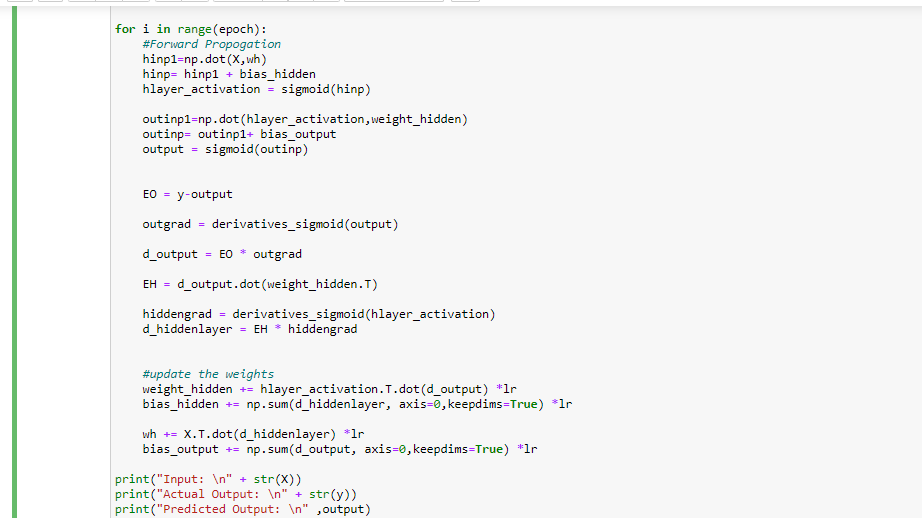 for i in range(epoch):
    #Forward Propogation
    hinp1=np.dot(X,wh)
    hinp= hinp1 + bias_hidden
    hlayer_activation = sigmoid(hinp)
    outinp1=np.dot(hlayer_activation,weight_hidden)
    outinp= outinp1+ bias_output
    output = sigmoid(outinp)
    EO = y-output
    outgrad = derivatives_sigmoid(output)
    d_output = EO * outgrad
    EH = d_output.dot(weight_hidden.T)
    hiddengrad = derivatives_sigmoid(hlayer_activation)
    d_hiddenlayer = EH * hiddengrad
    #update the weights
    weight_hidden += hlayer_activation.T.dot(d_output) *lr
    bias_hidden += np.sum(d_hiddenlayer, axis=0,keepdims=True) *lr
    wh += X.T.dot(d_hiddenlayer) *lr
    bias_output += np.sum(d_output, axis=0,keepdims=True) *lr
print("Input: \n" + str(X))
print("Actual Output: \n" + str(y))
print("Predicted Output: \n" ,output)